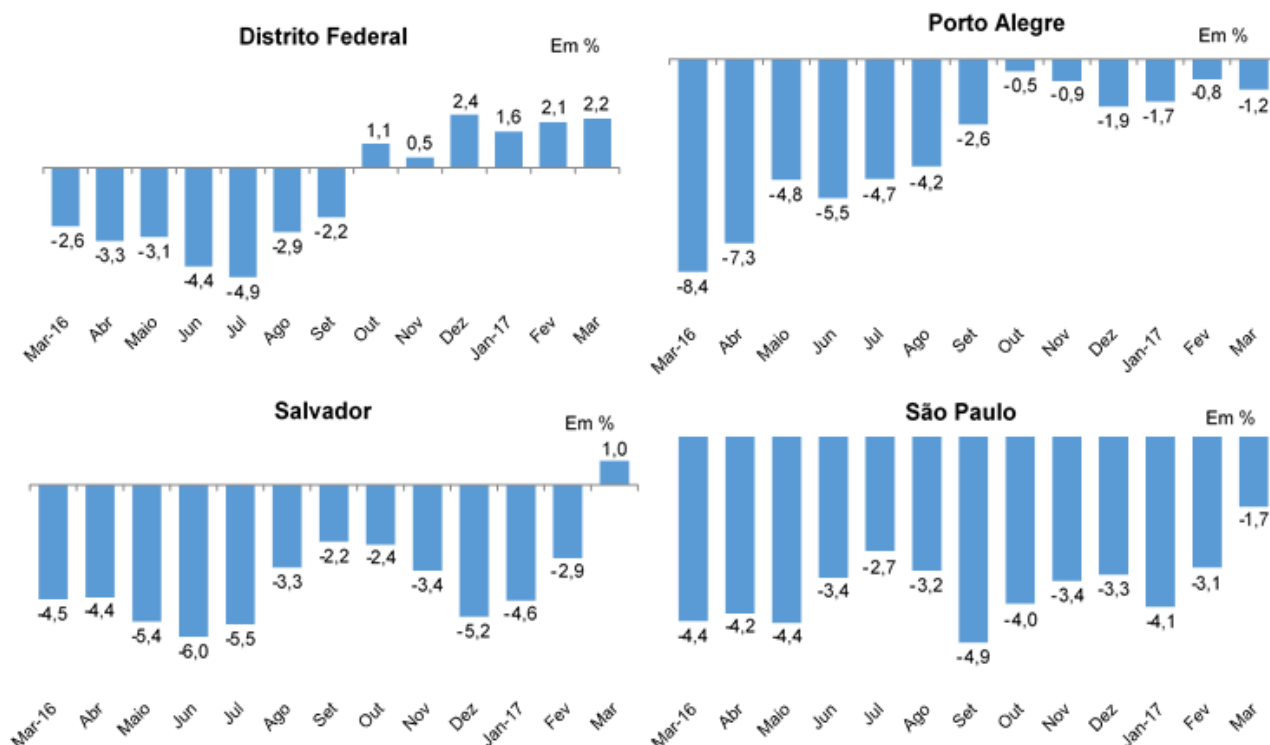 Distrito Federal
Em %
-2,6
-3,3
-3,1
-4,4
-4,9
-2,9
-2,2
1,1
0,5
2,4
1,6
2,1
2,2
Mar-16
Abr
Maio
Jun
Jul
Ago
Set
Out
Nov
Dez
Jan-17
Fev
Mar
Porto Alegre
Em %
-8,4
-7,3
-4,8
-5,5
-4,7
-4,2
-2,6
-0,5
-0,9
-1,9
-1,7
-0,8
-1,2
Mar-16
Abr
Maio
Jun
Jul
Ago
Set
Out
Nov
Dez
Jan-17
Fev
Mar
Salvador
Em %
-4,5
-4,4
-5,4
-6,0
-5,5
-3,3
-2,2
-2,4
-3,4
-5,2
-4,6
-2,9
1,0
Mar-16
Abr
Maio
Jun
Jul
Ago
Set
Out
Nov
Dez
Jan-17
Fev
Mar
São Paulo
Em %
-4,4
-4,2
-4,4
-3,4
-2,7
-3,2
-4,9
-4,0
-3,4
-3,3
-4,1
-3,1
-1,7
Mar-16
Abr
Maio
Jun
Jul
Ago
Set
Out
Nov
Dez
Jan-17
Fev
Mar